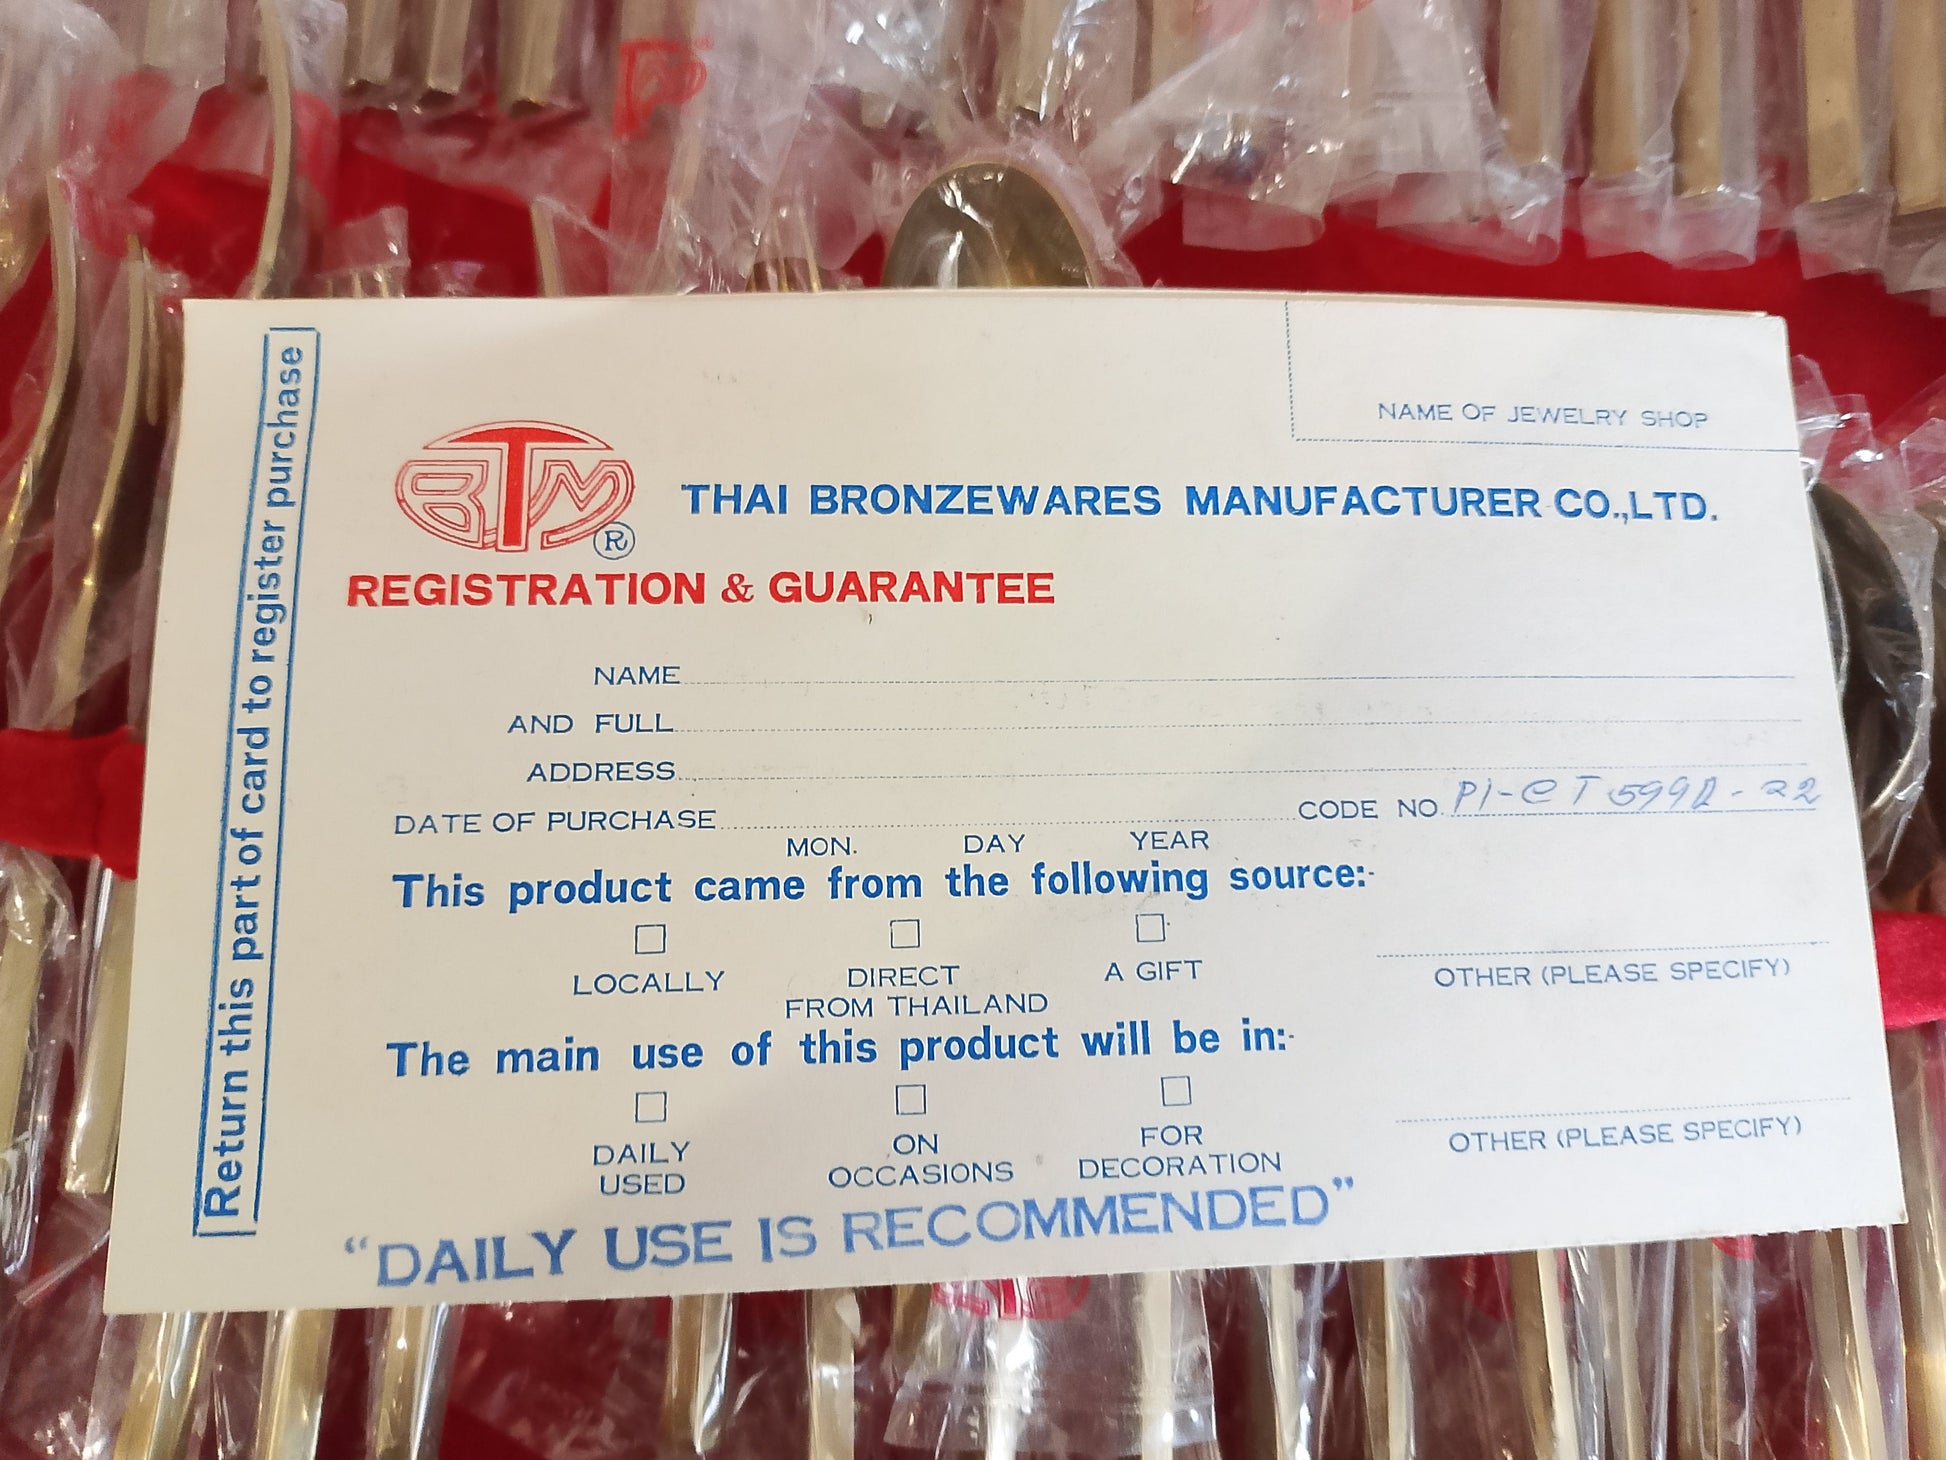 Return this part of card to register purchase
NAME OF JEWELRY SHOP
BTM
®
THAI BRONZEWARES MANUFACTURER CO.,LTD.
REGISTRATION & GUARANTEE
NAME
AND FULL
ADDRESS
DATE OF PURCHASE CODE NO.
MON. DAY YEAR
This product came from the following source:-
LOCALLY DIRECT FROM THAILAND A GIFT OTHER (PLEASE SPECIFY)
The main use of this product will be in:-
DAILY USED ON OCCASIONS FOR DECORATION OTHER (PLEASE SPECIFY)
"DAILY USE IS RECOMMENDED"